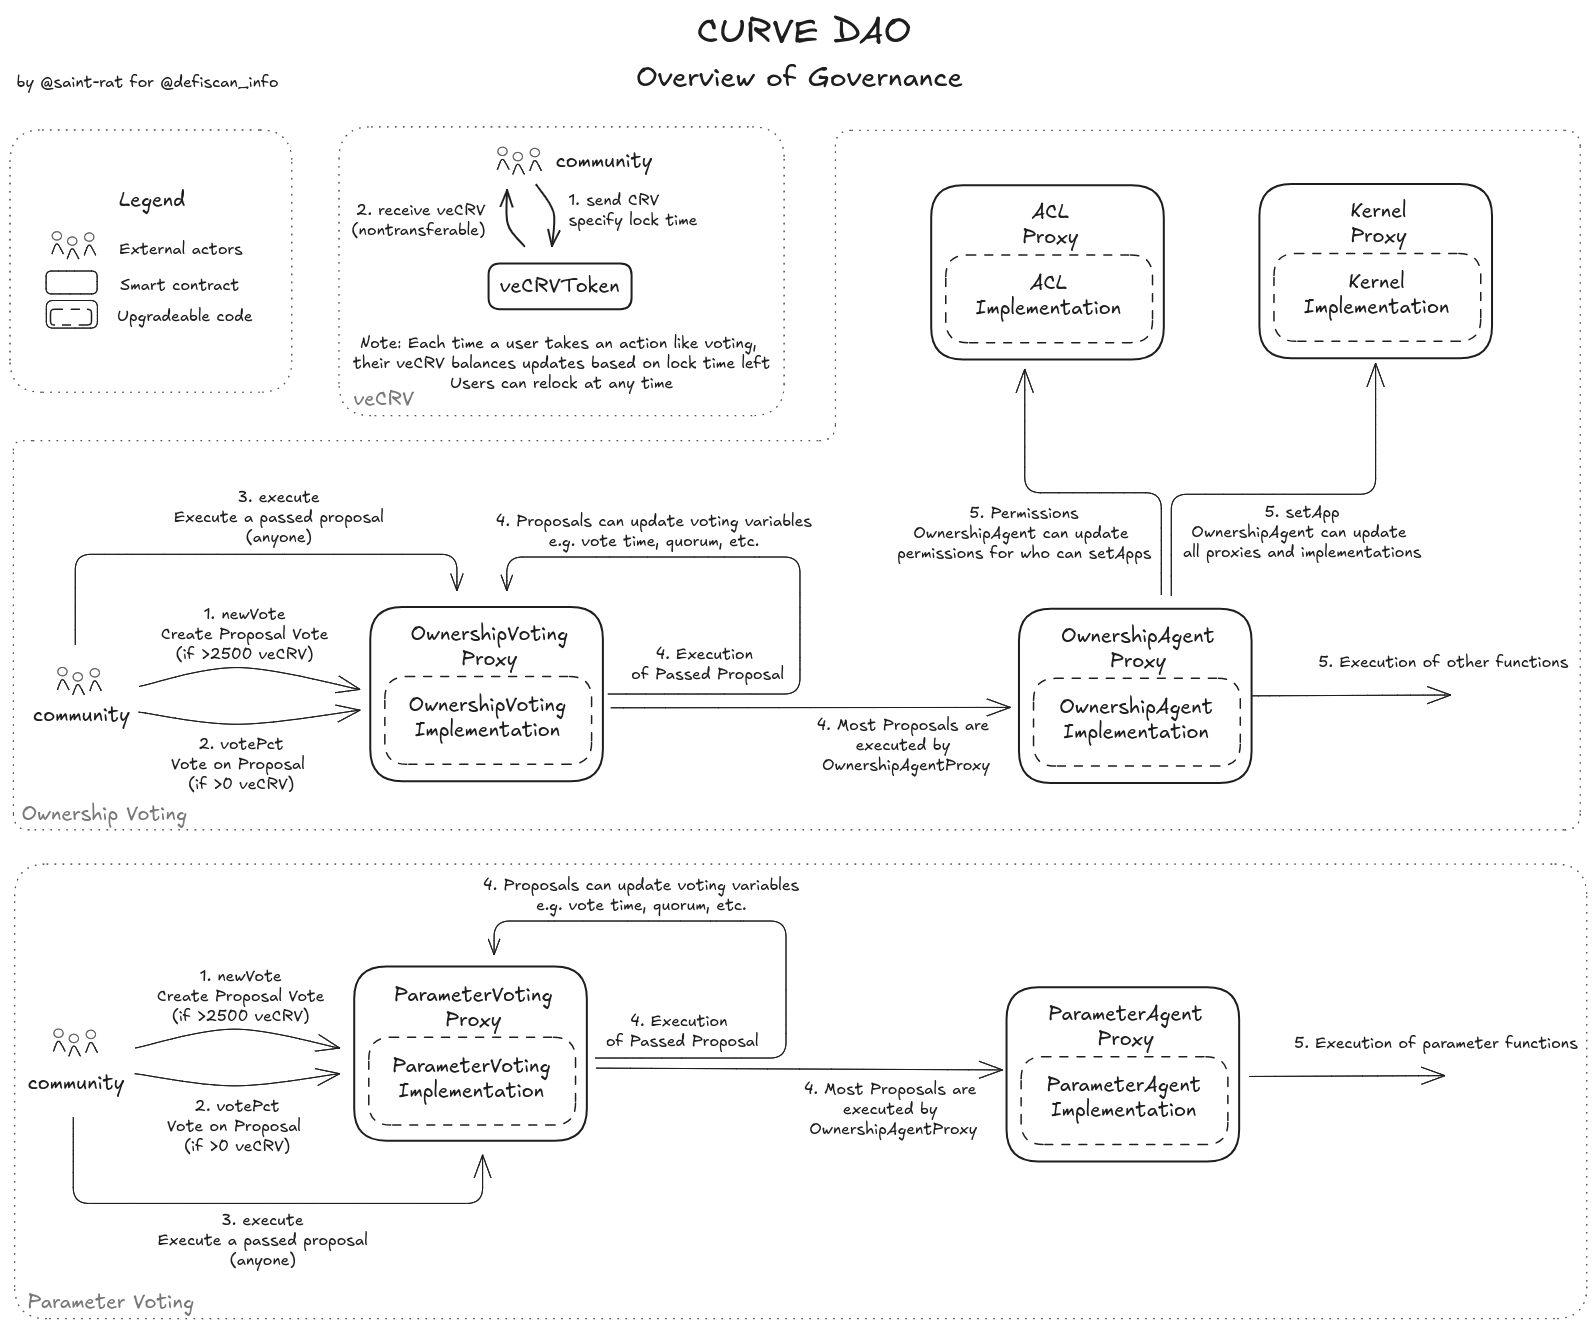 CURVE DAO
Overview of Governance
by @saint-rat for @defiscan_info
Legend
External actors
Smart contract
Upgradeable code
community
2. receive veCRV
(nontransferable)
1. send CRV
specify lock time
veCRVToken
Note: Each time a user takes an action like voting,
their veCRV balances updates based on lock time left
Users can relock at any time
veCRV
ACL
Proxy
ACL
Implementation
Kernel
Proxy
Kernel
Implementation
3. execute
Execute a passed proposal
(anyone)
4. Proposals can update voting variables
e.g. vote time, quorum, etc.
5. Permissions
OwnershipAgent can update
permissions for who can setApps
5. setApp
OwnershipAgent can update
all proxies and implementations
1. newVote
Create Proposal Vote
(if >2500 veCRV)
community
2. votePct
Vote on Proposal
(if >0 veCRV)
OwnershipVoting
Proxy
OwnershipVoting
Implementation
4. Execution
of Passed Proposal
4. Most Proposals are
executed by
OwnershipAgentProxy
OwnershipAgent
Proxy
OwnershipAgent
Implementation
5. Execution of other functions
Ownership Voting
4. Proposals can update voting variables
e.g. vote time, quorum, etc.
1. newVote
Create Proposal Vote
(if >2500 veCRV)
community
2. votePct
Vote on Proposal
(if >0 veCRV)
ParameterVoting
Proxy
ParameterVoting
Implementation
4. Execution
of Passed Proposal
4. Most Proposals are
executed by
OwnershipAgentProxy
ParameterAgent
Proxy
ParameterAgent
Implementation
5. Execution of parameter functions
3. execute
Execute a passed proposal
(anyone)
Parameter Voting